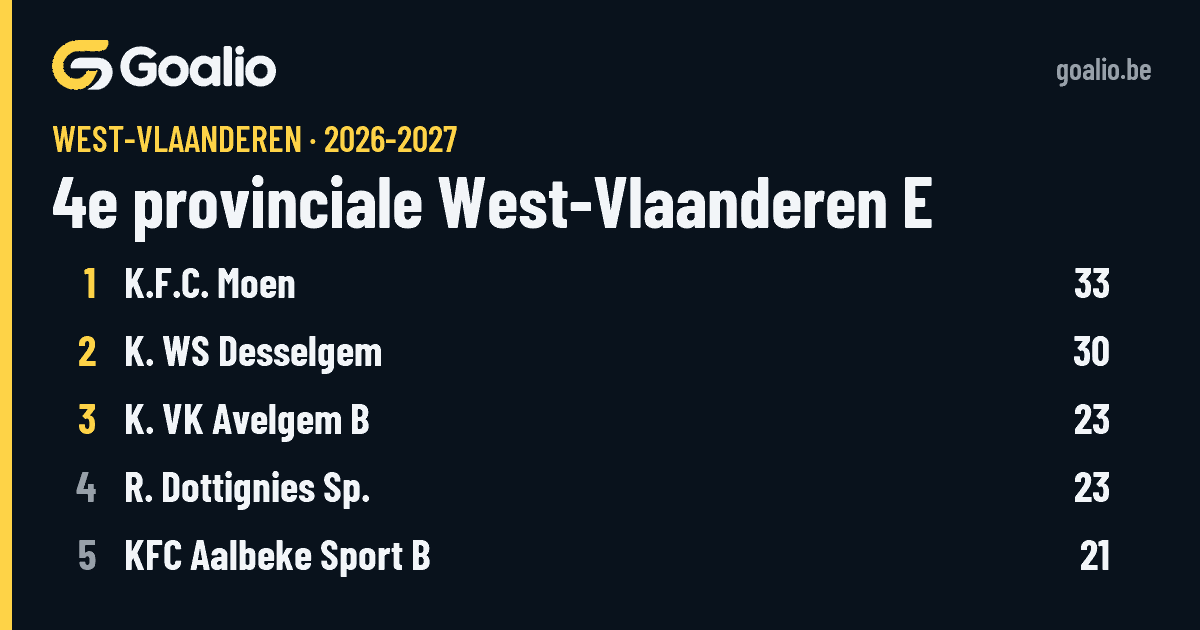 Goalio
goalio.be
WEST-VLAANDEREN · 2026-2027
4e provinciale West-Vlaanderen E
1 K.F.C. Moen 33
2 K. WS Desselgem 30
3 K. VK Avelgem B 23
4 R. Dottignies Sp. 23
5 KFC Aalbeke Sport B 21